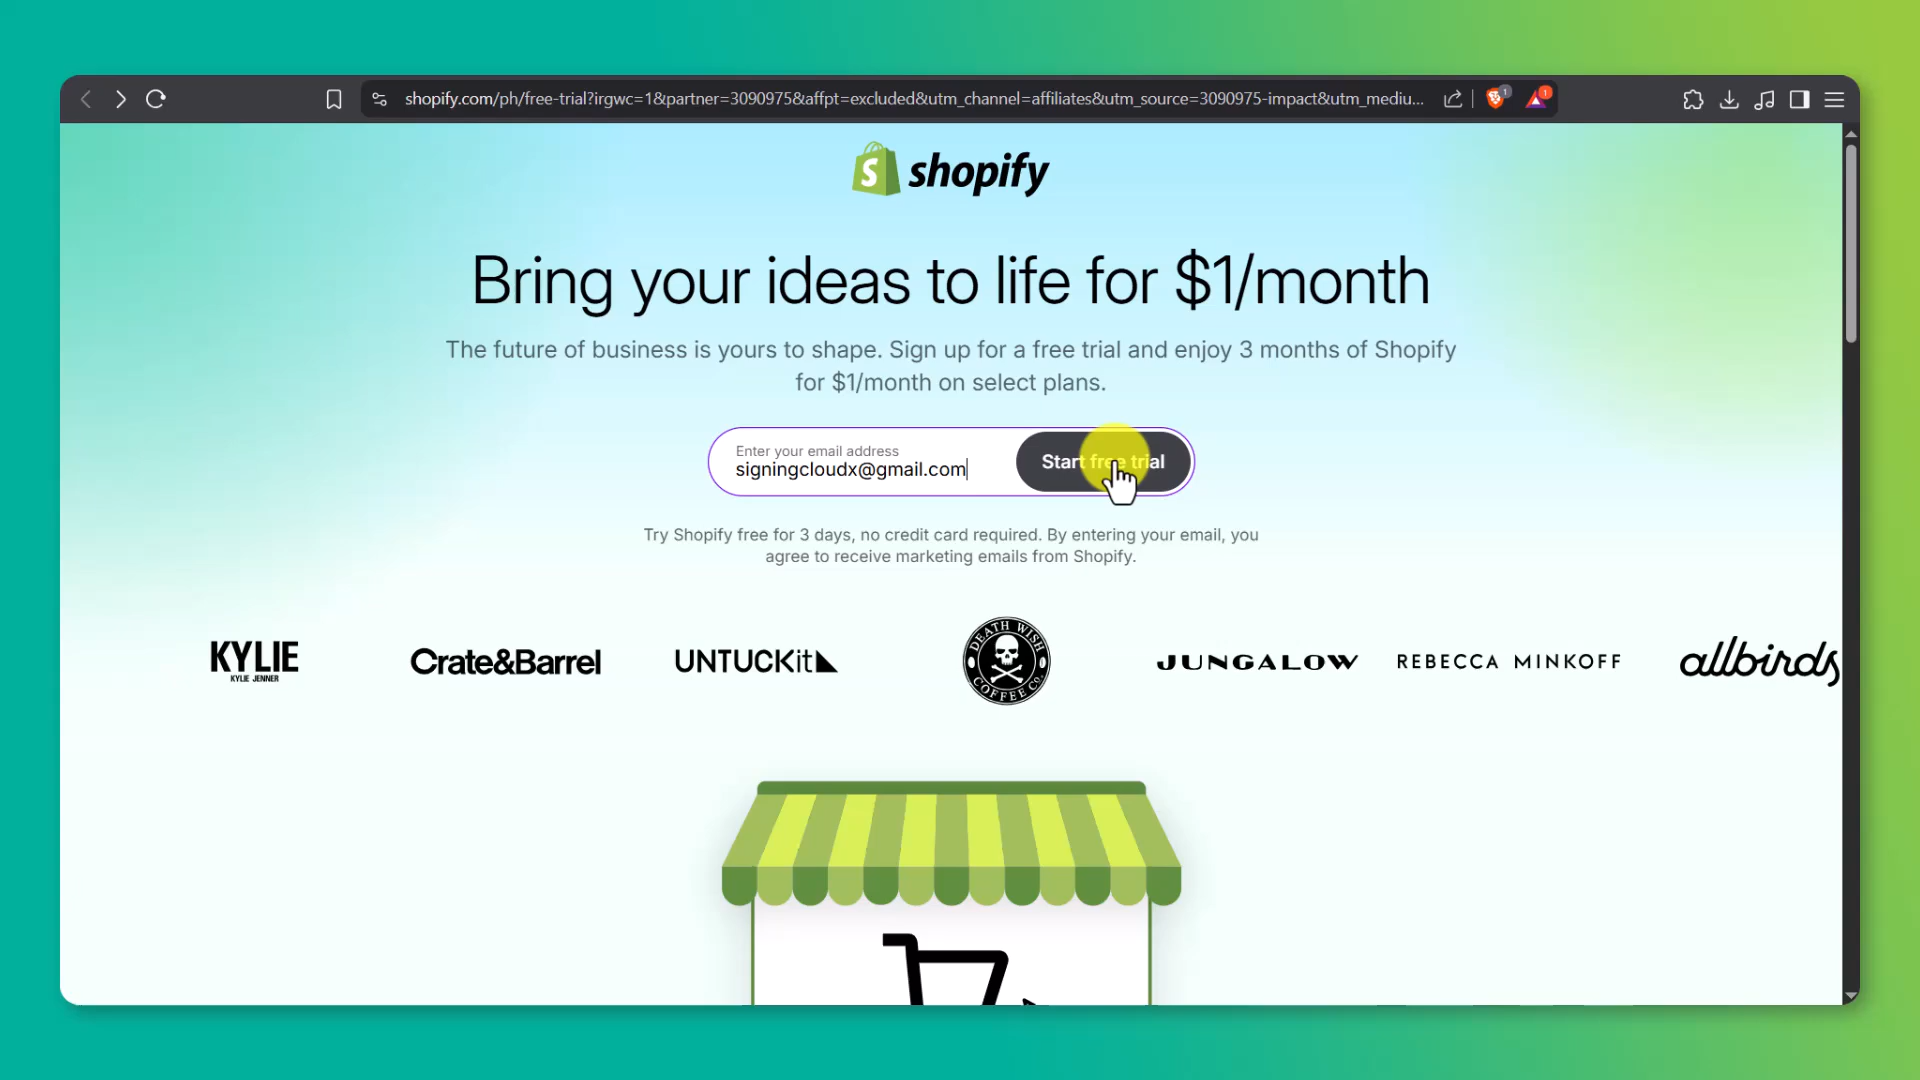 shopify.com/ph/free-trial?irgwc=1&partner=3090975&affpt=excluded&utm_channel=affiliates&utm_source=3090975-impact&utm_mediu...
1
1
shopify
Bring your ideas to life for $1/month
The future of business is yours to shape. Sign up for a free trial and enjoy 3 months of Shopify
for $1/month on select plans.
Enter your email address
signingcloudx@gmail.com
Start free trial
Try Shopify free for 3 days, no credit card required. By entering your email, you
agree to receive marketing emails from Shopify.
KYLIE
KYLIE JENNER
Crate&Barrel
UNTUCKit
DEATH WISH
COFFEE CO.
JUNGALOW
REBECCA MINKOFF
allbirds